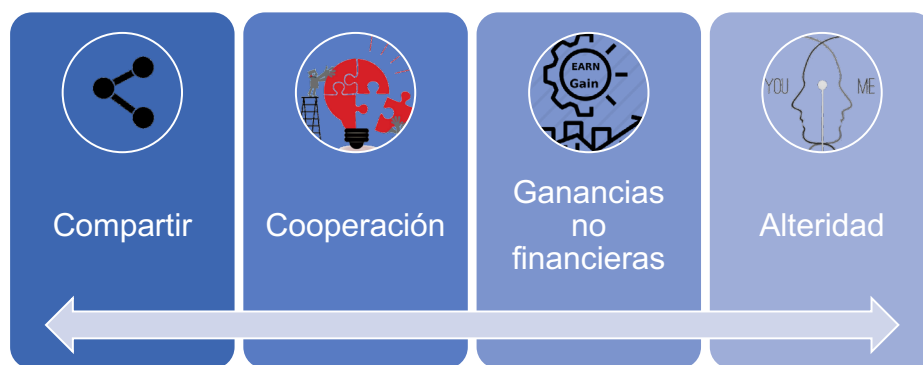 EARN
Gain
YOU
ME
Compartir
Cooperación
Ganancias
no
financieras
Alteridad